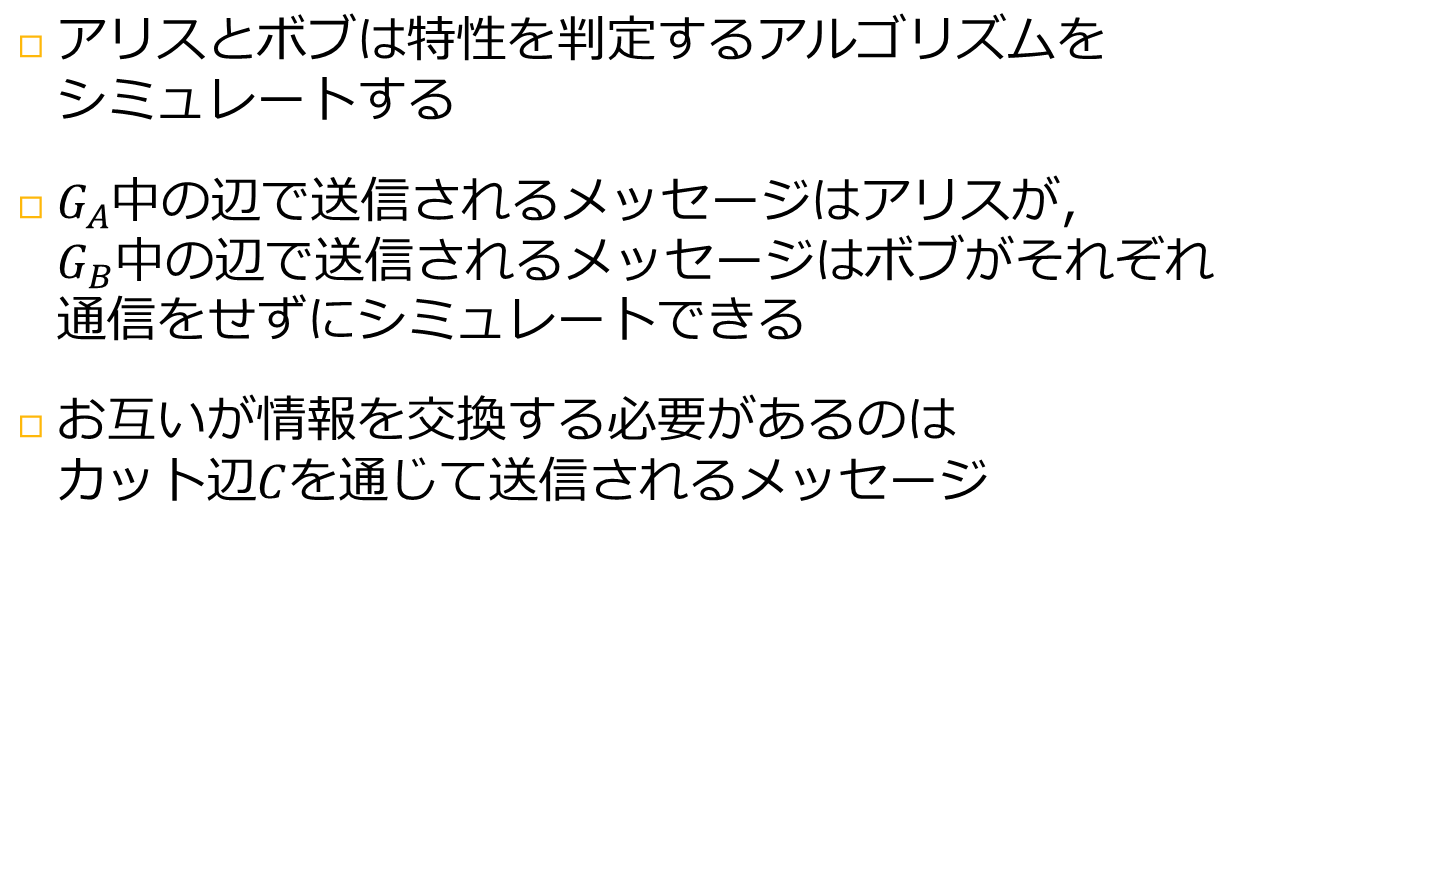 アリスとボブは特性を判定するアルゴリズムを
シミュレートする
G_A中の辺で送信されるメッセージはアリスが,
G_B中の辺で送信されるメッセージはボブがそれぞれ
通信をせずにシミュレートできる
お互いが情報を交換する必要があるのは
カット辺Cを通じて送信されるメッセージ